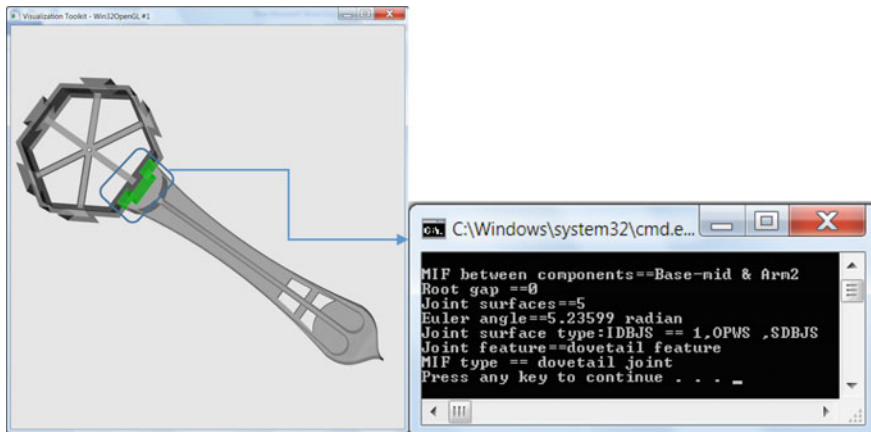 Visualization Toolkit - Win32OpenGL #1
C:\Windows\system32\cmd.e...
MIF between components==Base-mid & Arm2
Root gap ==0
Joint surfaces==5
Euler angle==5.23599 radian
Joint surface type:IDBJS == 1,OPWS ,SDBJS
Joint feature==dovetail feature
MIF type == dovetail joint
Press any key to continue . . . _